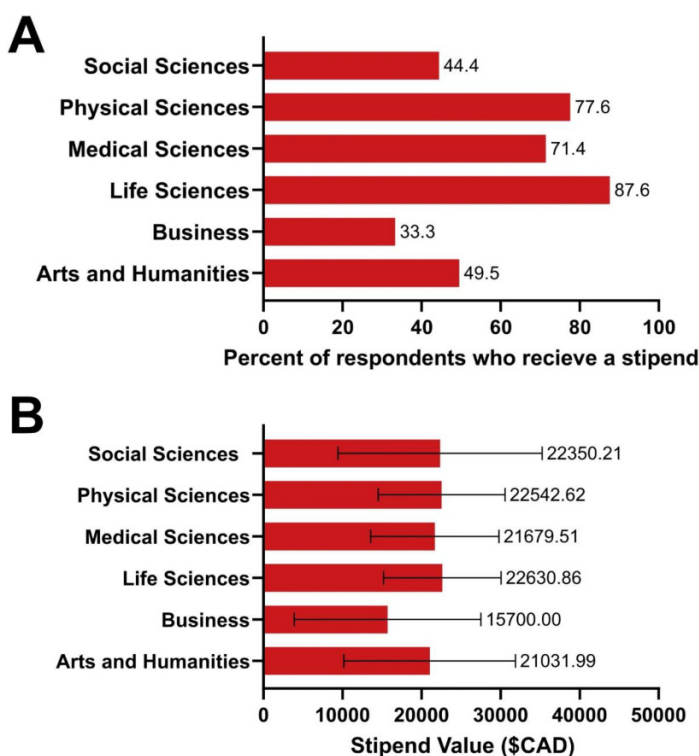 A
Social Sciences 44.4
Physical Sciences 77.6
Medical Sciences 71.4
Life Sciences 87.6
Business 33.3
Arts and Humanities 49.5
0 20 40 60 80 100
Percent of respondents who recieve a stipend
B
Social Sciences 22350.21
Physical Sciences 22542.62
Medical Sciences 21679.51
Life Sciences 22630.86
Business 15700.00
Arts and Humanities 21031.99
0 10000 20000 30000 40000 50000
Stipend Value ($CAD)